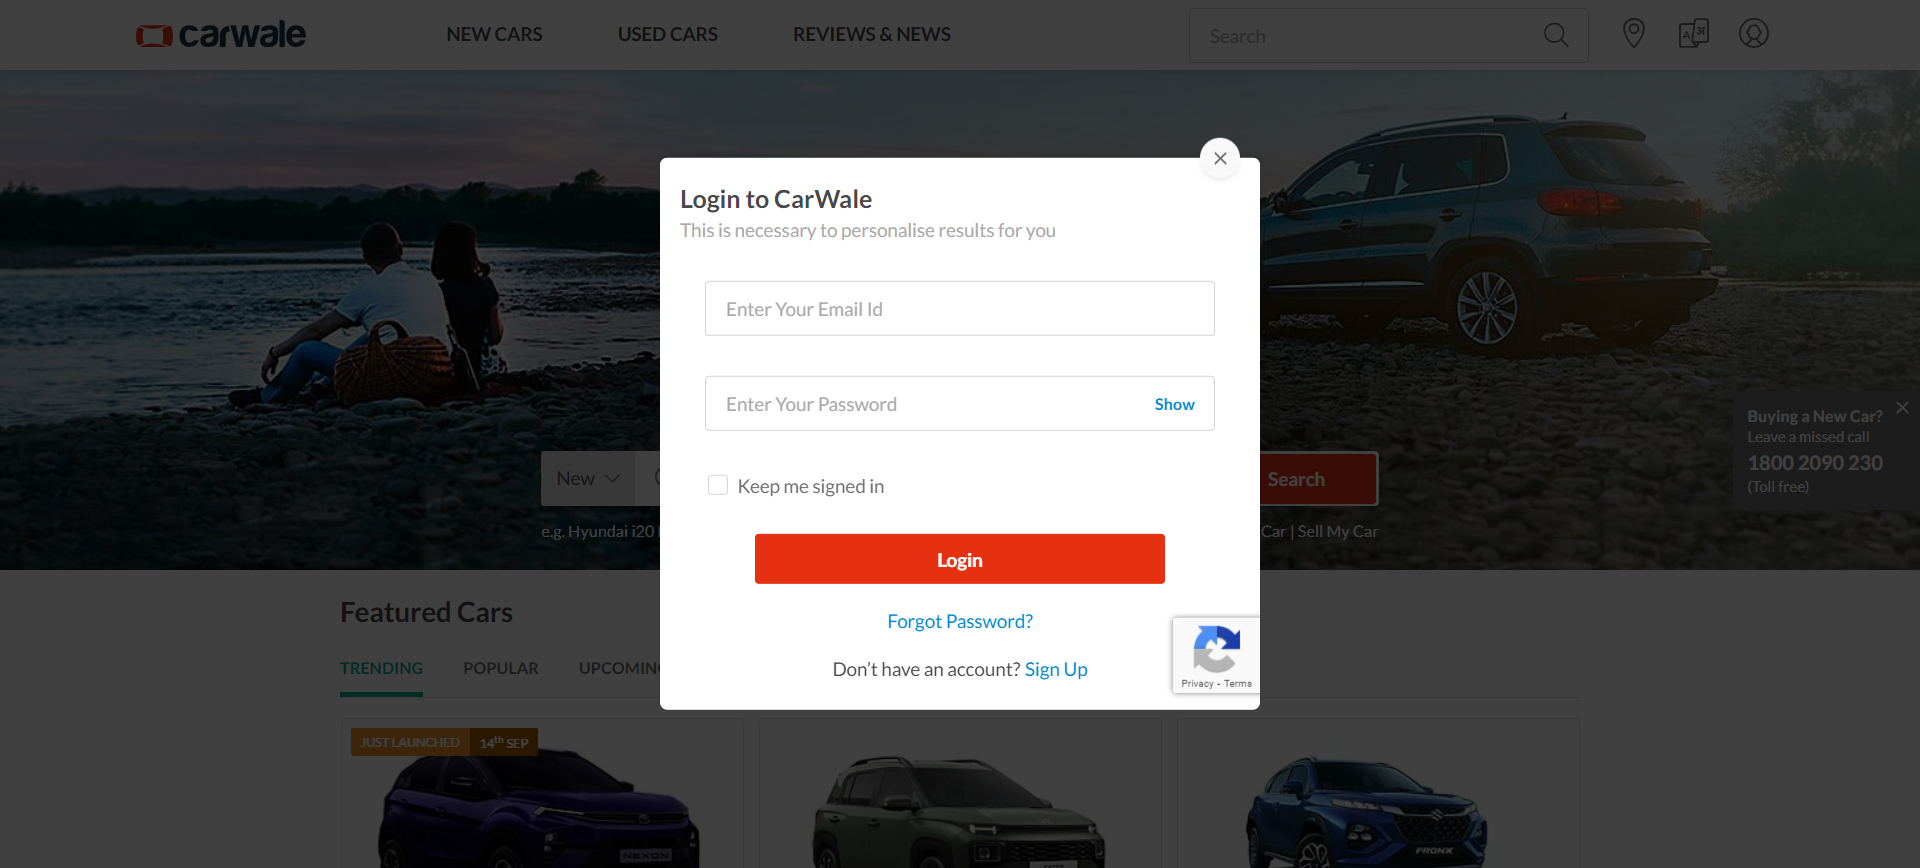 carwale
NEW CARS
USED CARS
REVIEWS & NEWS
Search
Login to CarWale
This is necessary to personalise results for you
Enter Your Email Id
Enter Your Password
Show
Keep me signed in
Login
Forgot Password?
Don't have an account? Sign Up
Privacy - Terms
Buying a New Car?
Leave a missed call
1800 2090 230
(Toll free)
New
Search
e.g. Hyundai i20
Car | Sell My Car
Featured Cars
TRENDING
POPULAR
JUST LAUNCHED 14th SEP
NEXON
FRONX